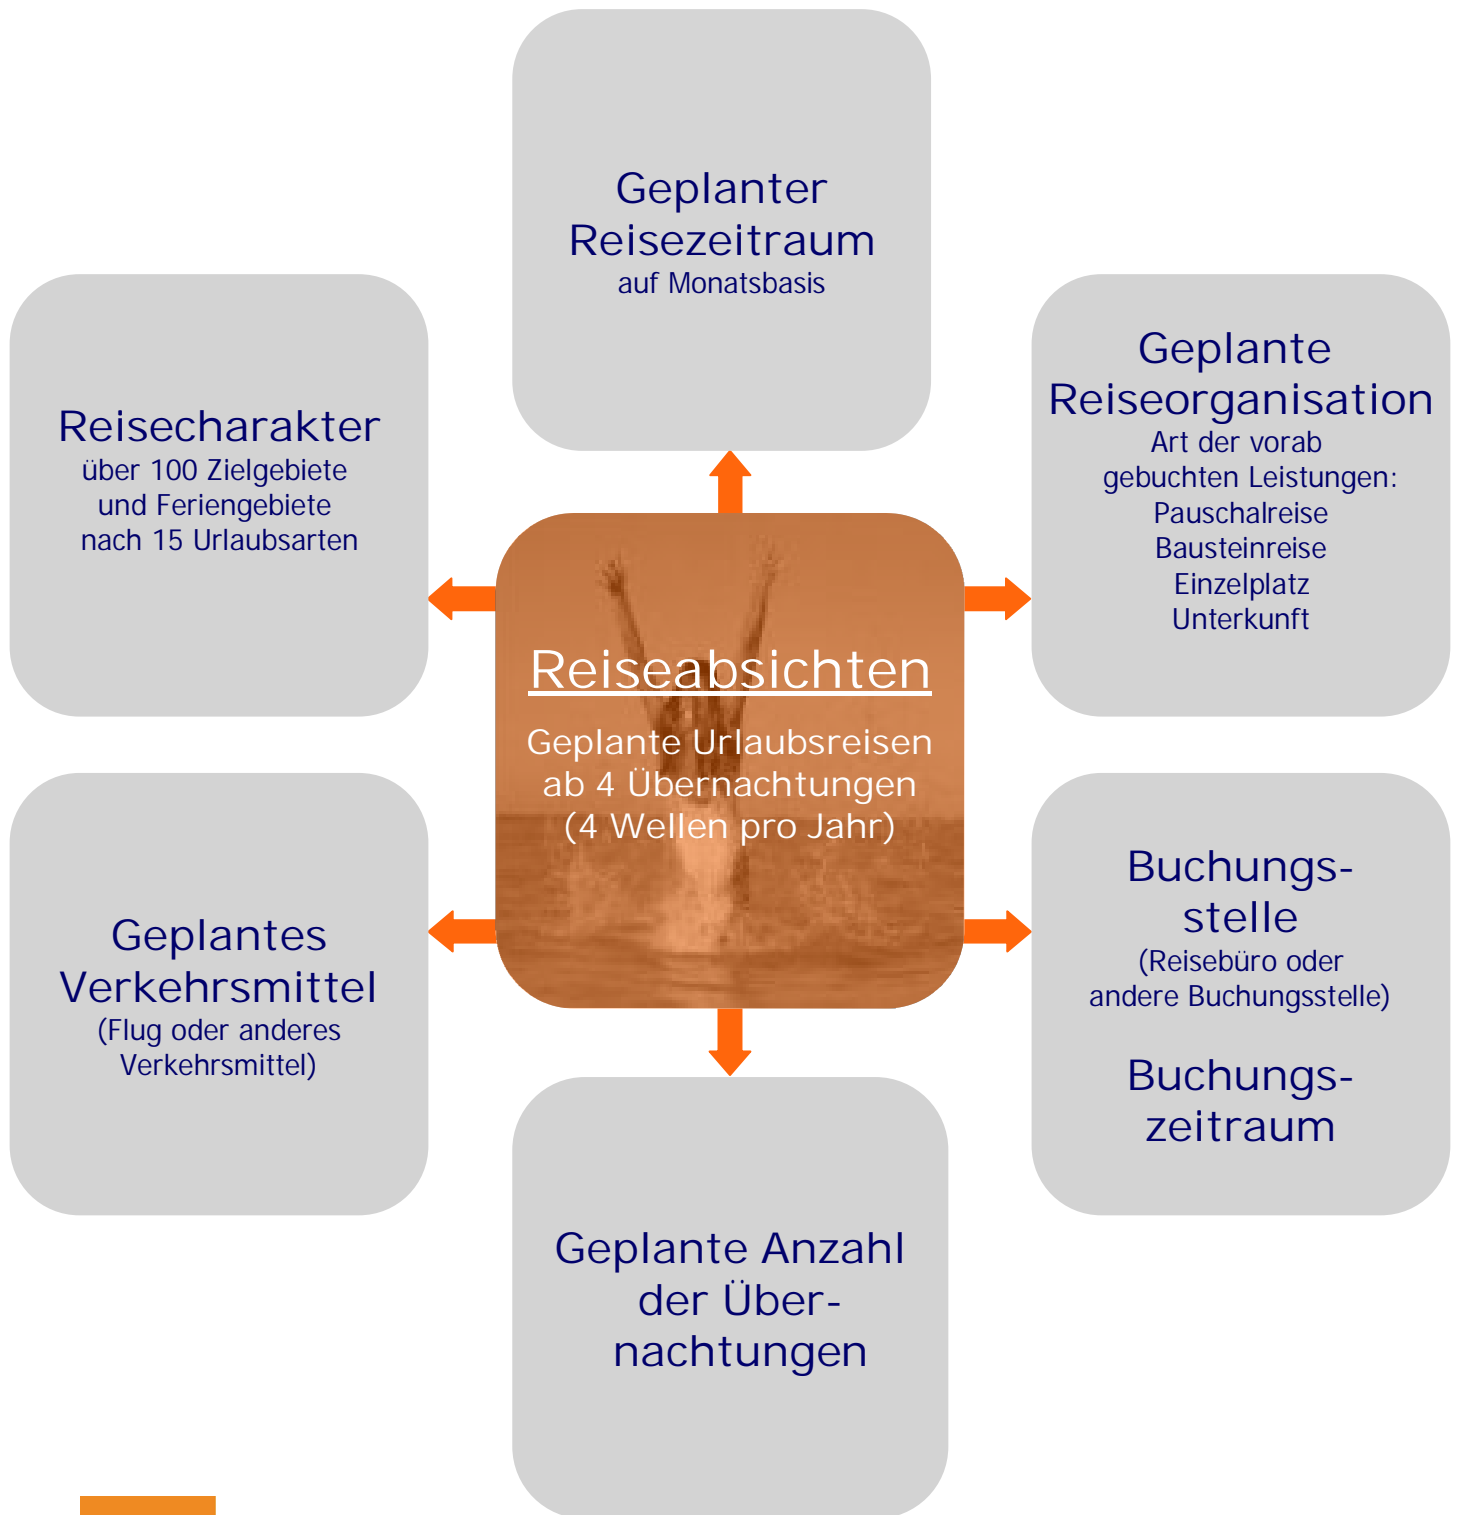 Geplanter
Reisezeitraum
auf Monatsbasis
Reisecharakter
über 100 Zielgebiete
und Feriengebiete
nach 15 Urlaubsarten
Geplante
Reiseorganisation
Art der vorab
gebuchten Leistungen:
Pauschalreise
Bausteinreise
Einzelplatz
Unterkunft
Reiseabsichten
Geplante Urlaubsreisen
ab 4 Übernachtungen
(4 Wellen pro Jahr)
Geplantes
Verkehrsmittel
(Flug oder anderes
Verkehrsmittel)
Buchungs-
stelle
(Reisebüro oder
andere Buchungsstelle)
Buchungs-
zeitraum
Geplante Anzahl
der Über-
nachtungen